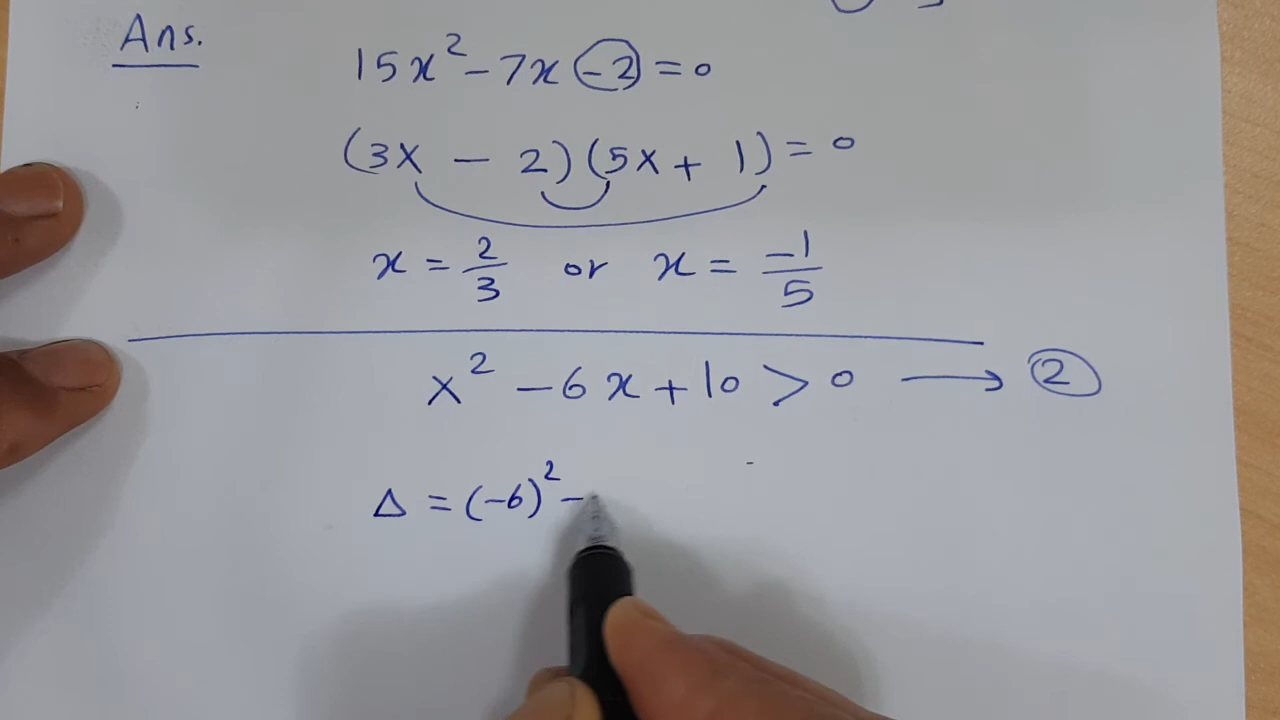 Ans.
15x² - 7x -2 = 0
(3x - 2)(5x + 1) = 0
x = 2/3 or x = -1/5
x² - 6x + 10 > 0 → 2
Δ = (-6)² -